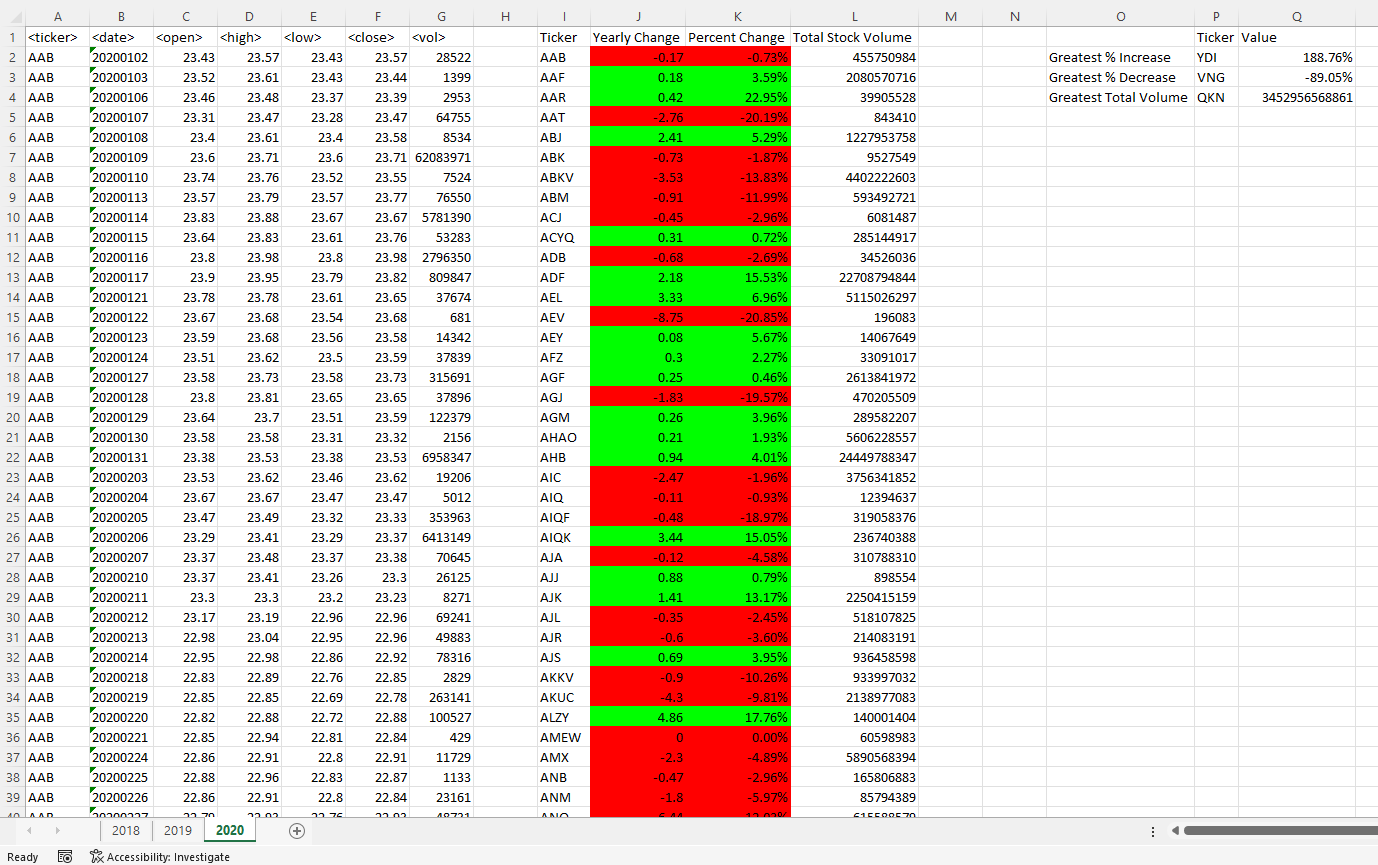 A B C D E F G H I J K L M N O P Q
1 <ticker> <date> <open> <high> <low> <close> <vol> Ticker Yearly Change Percent Change Total Stock Volume Ticker Value
2 AAB 20200102 23.43 23.57 23.43 23.57 28522 AAB -0.17 -0.73% 455750984 Greatest % Increase YDI 188.76%
3 AAB 20200103 23.52 23.61 23.43 23.44 1399 AAF 0.18 3.59% 2080570716 Greatest % Decrease VNG -89.05%
4 AAB 20200106 23.46 23.48 23.37 23.39 2953 AAR 0.42 22.95% 39905528 Greatest Total Volume QKN 3452956568861
5 AAB 20200107 23.31 23.47 23.28 23.47 64755 AAT -2.76 -20.19% 843410
6 AAB 20200108 23.4 23.61 23.4 23.58 8534 ABJ 2.41 5.29% 1227953758
7 AAB 20200109 23.6 23.71 23.6 23.71 62083971 ABK -0.73 -1.87% 9527549
8 AAB 20200110 23.74 23.76 23.52 23.55 7524 ABKV -3.53 -13.83% 4402222603
9 AAB 20200113 23.57 23.79 23.57 23.77 76550 ABM -0.91 -11.99% 593492721
10 AAB 20200114 23.83 23.88 23.67 23.67 5781390 ACJ -0.45 -2.96% 6081487
11 AAB 20200115 23.64 23.83 23.61 23.76 53283 ACYQ 0.31 0.72% 285144917
12 AAB 20200116 23.8 23.98 23.8 23.98 2796350 ADB -0.68 -2.69% 34526036
13 AAB 20200117 23.9 23.95 23.79 23.82 809847 ADF 2.18 15.53% 22708794844
14 AAB 20200121 23.78 23.78 23.61 23.65 37674 AEL 3.33 6.96% 5115026297
15 AAB 20200122 23.67 23.68 23.54 23.68 681 AEV -8.75 -20.85% 196083
16 AAB 20200123 23.59 23.68 23.56 23.58 14342 AEY 0.08 5.67% 14067649
17 AAB 20200124 23.51 23.62 23.5 23.59 37839 AFZ 0.3 2.27% 33091017
18 AAB 20200127 23.58 23.73 23.58 23.73 315691 AGF 0.25 0.46% 2613841972
19 AAB 20200128 23.8 23.81 23.65 23.65 37896 AGJ -1.83 -19.57% 470205509
20 AAB 20200129 23.64 23.7 23.51 23.59 122379 AGM 0.26 3.96% 289582207
21 AAB 20200130 23.58 23.58 23.31 23.32 2156 AHAO 0.21 1.93% 5606228557
22 AAB 20200131 23.38 23.53 23.38 23.53 6958347 AHB 0.94 4.01% 24449788347
23 AAB 20200203 23.53 23.62 23.46 23.62 19206 AIC -2.47 -1.96% 3756341852
24 AAB 20200204 23.67 23.67 23.47 23.47 5012 AIQ -0.11 -0.93% 12394637
25 AAB 20200205 23.47 23.49 23.32 23.33 353963 AIQF -0.48 -18.97% 319058376
26 AAB 20200206 23.29 23.41 23.29 23.37 6413149 AIQK 3.44 15.05% 236740388
27 AAB 20200207 23.37 23.48 23.37 23.38 70645 AJA -0.12 -4.58% 310788310
28 AAB 20200210 23.37 23.41 23.26 23.3 26125 AJJ 0.88 0.79% 898554
29 AAB 20200211 23.3 23.3 23.2 23.23 8271 AJK 1.41 13.17% 2250415159
30 AAB 20200212 23.17 23.19 22.96 22.96 69241 AJL -0.35 -2.45% 518107825
31 AAB 20200213 22.98 23.04 22.95 22.96 49883 AJR -0.6 -3.60% 214083191
32 AAB 20200214 22.95 22.98 22.86 22.92 78316 AJS 0.69 3.95% 936458598
33 AAB 20200218 22.83 22.89 22.76 22.85 2829 AKKV -0.9 -10.26% 933997032
34 AAB 20200219 22.85 22.85 22.69 22.78 263141 AKUC -4.3 -9.81% 2138977083
35 AAB 20200220 22.82 22.88 22.72 22.88 100527 ALZY 4.86 17.76% 140001404
36 AAB 20200221 22.85 22.94 22.81 22.84 429 AMEW 0 0.00% 60598983
37 AAB 20200224 22.86 22.91 22.8 22.91 11729 AMX -2.3 -4.89% 5890568394
38 AAB 20200225 22.88 22.96 22.83 22.87 1133 ANB -0.47 -2.96% 165806883
39 AAB 20200226 22.86 22.91 22.8 22.84 23161 ANM -1.8 -5.97% 85794389
2018 2019 2020
Ready Accessibility: Investigate